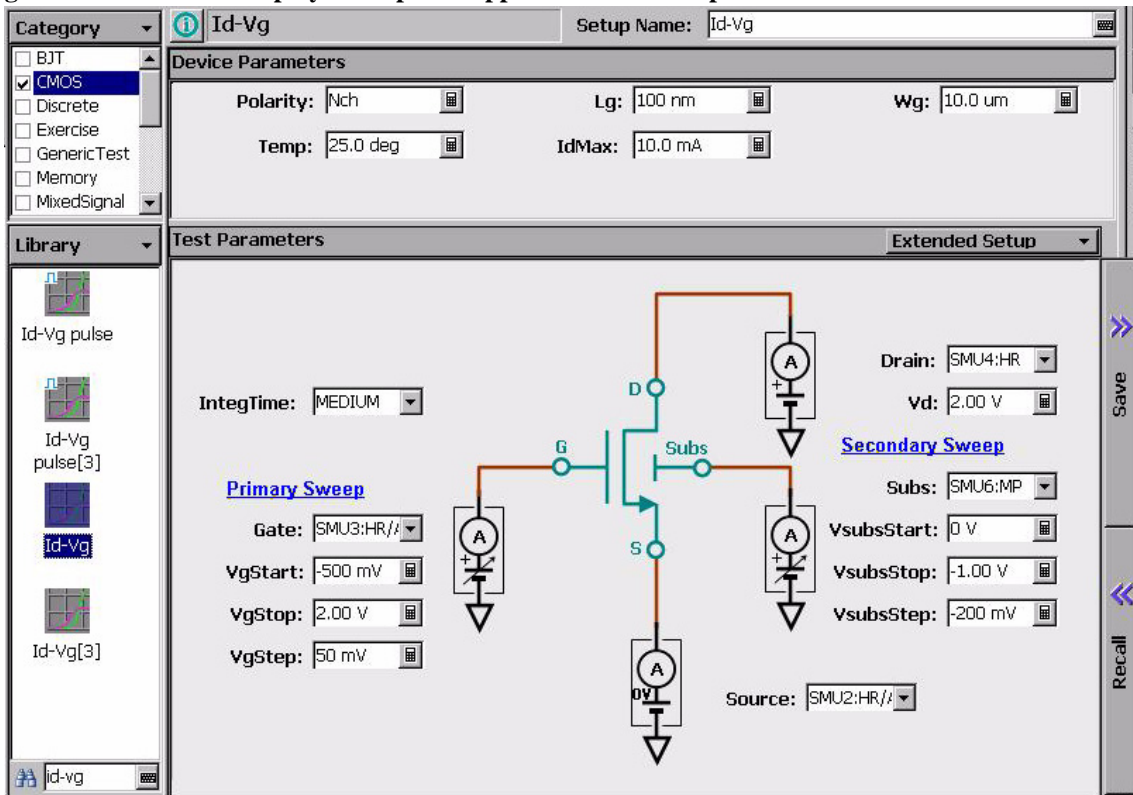 Category
BJT
CMOS
Discrete
Exercise
GenericTest
Memory
MixedSignal
Id-Vg
Setup Name: Id-Vg
Device Parameters
Polarity: Nch
Lg: 100 nm
Wg: 10.0 um
Temp: 25.0 deg
IdMax: 10.0 mA
Library
Id-Vg pulse
Id-Vg
pulse[3]
Id-Vg
Id-Vg[3]
id-vg
Test Parameters
Extended Setup
IntegTime: MEDIUM
Primary Sweep
Gate: SMU3:HR/
VgStart: -500 mV
VgStop: 2.00 V
VgStep: 50 mV
D
G
Subs
S
A
A
A
A
0V
Drain: SMU4:HR
Vd: 2.00 V
Secondary Sweep
Subs: SMU6:MP
VsubsStart: 0 V
VsubsStop: -1.00 V
VsubsStep: -200 mV
Source: SMU2:HR/
Save
Recall